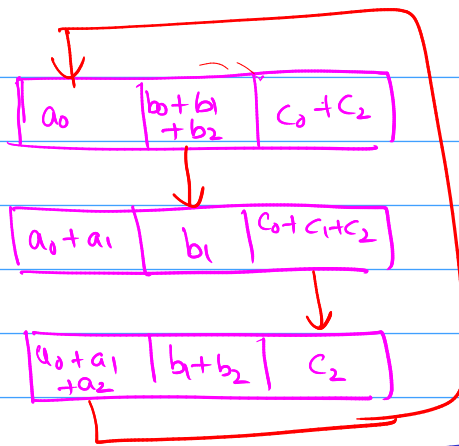 a₀ b₀+b₁ c₀+c₂
+b₂
a₀+a₁ b₁ c₀+c₁+c₂
a₀+a₁ b₁+b₂ c₂
+a₂